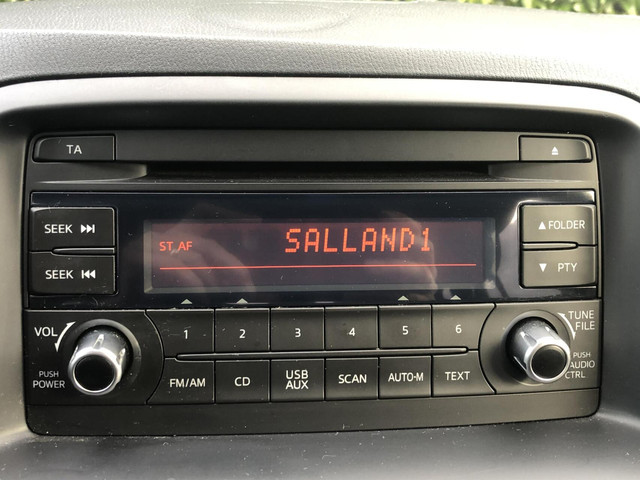 TA
SEEK
ST AF
SALLAND1
FOLDER
SEEK
PTY
VOL
1 2 3 4 5 6
TUNE
FILE
PUSH
POWER
FM/AM
CD
USB
AUX
SCAN
AUTO-M
TEXT
PUSH
AUDIO
CTRL